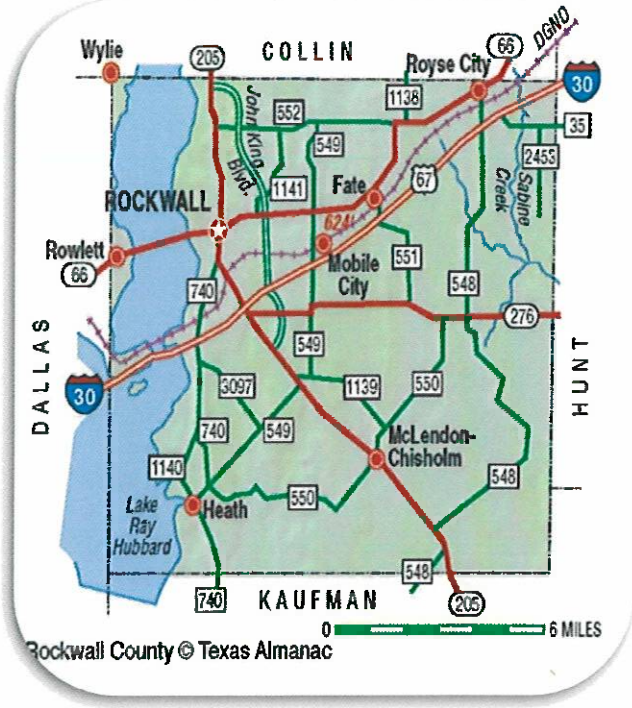 Wylie
205
COLLIN
66
DGNO
Royse City
30
1138
552
John King Blvd.
549
35
2453
67
1141
Fate
Sabine Creek
ROCKWALL
624
Rowlett
Mobile City
66
551
740
548
276
DALLAS
HUNT
549
30
3097
1139
550
740
549
McLendon-
Chisholm
1140
548
550
Lake
Ray
Hubbard
Heath
548
740
KAUFMAN
205
0 6 MILES
Rockwall County © Texas Almanac